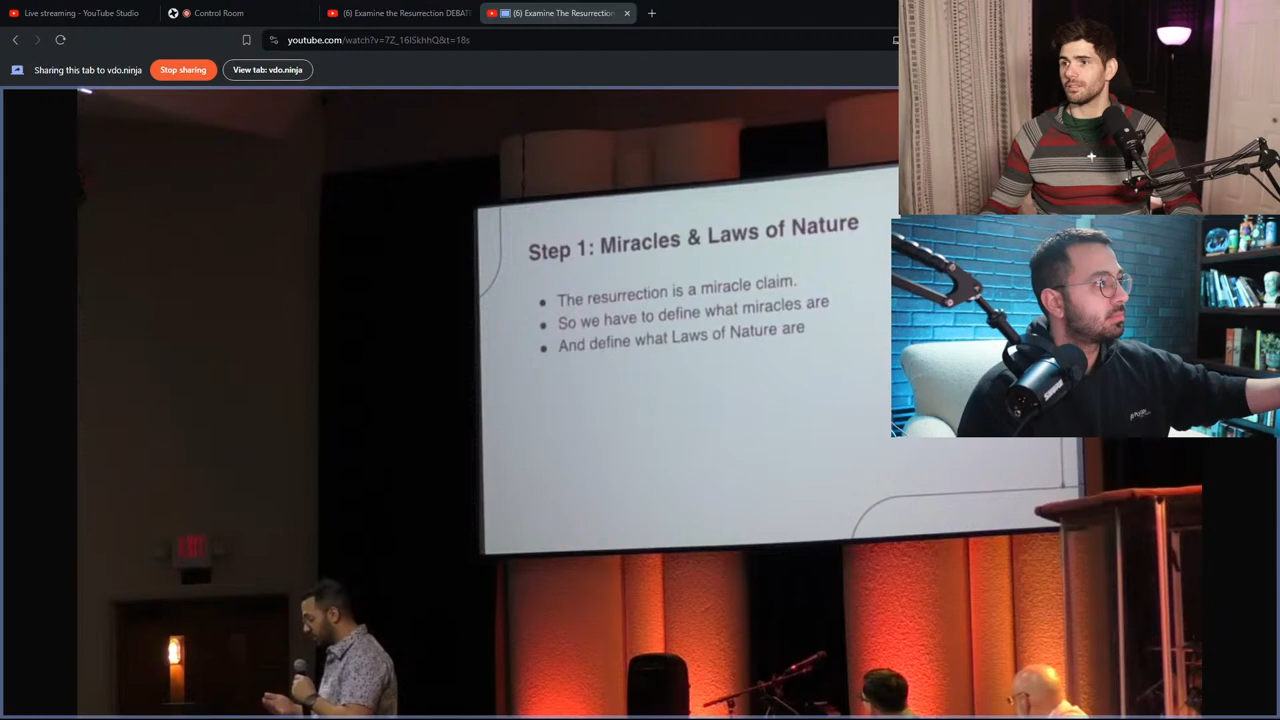 Live streaming - YouTube Studio
Control Room
(6) Examine the Resurrection DEBATE
(6) Examine The Resurrection
youtube.com/watch?v=7Z_16ISkhhQ&t=18s
Sharing this tab to vdo.ninja
Stop sharing
View tab: vdo.ninja
Step 1: Miracles & Laws of Nature
• The resurrection is a miracle claim.
• So we have to define what miracles are
• And define what Laws of Nature are
EXIT